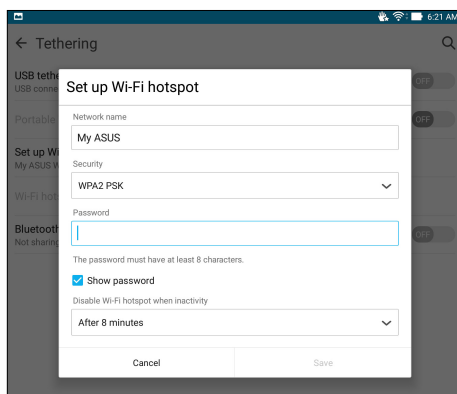 6:21 AM
Tethering
USB tethe
OFF
USB conne
Set up Wi-Fi hotspot
Portable
OFF
Network name
My ASUS
Set up Wi
My ASUS W
Security
WPA2 PSK
Wi-Fi hot
Password
Bluetooth
OFF
Not sharing
The password must have at least 8 characters.
Show password
Disable Wi-Fi hotspot when inactivity
After 8 minutes
Cancel Save